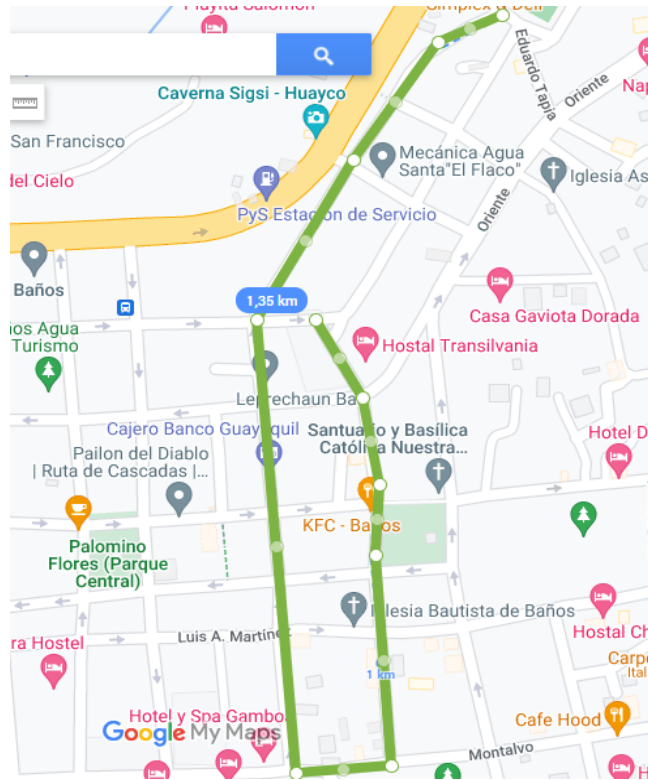 Simplex & Deli
Eduardo Tapia
Oriente
Caverna Sigsi - Huayco
San Francisco
Mecánica Agua
Santa"El Flaco"
del Cielo
Iglesia As
PyS Estación de Servicio
Oriente
Baños
1,35 km
Casa Gaviota Dorada
ios Agua
Turismo
Hostal Transilvania
Leprechaun Ba
Cajero Banco Guayaquil
Santuario y Basílica
Católica Nuestra...
Hotel D
Pailon del Diablo
| Ruta de Cascadas |...
KFC - Baños
Palomino
Flores (Parque
Central)
Iglesia Bautista de Baños
Luis A. Martínez
Hostal Ch
ra Hostel
Carpe
Ital
1 km
Hotel y Spa Gamboa
Cafe Hood
Google My Maps
Montalvo
H